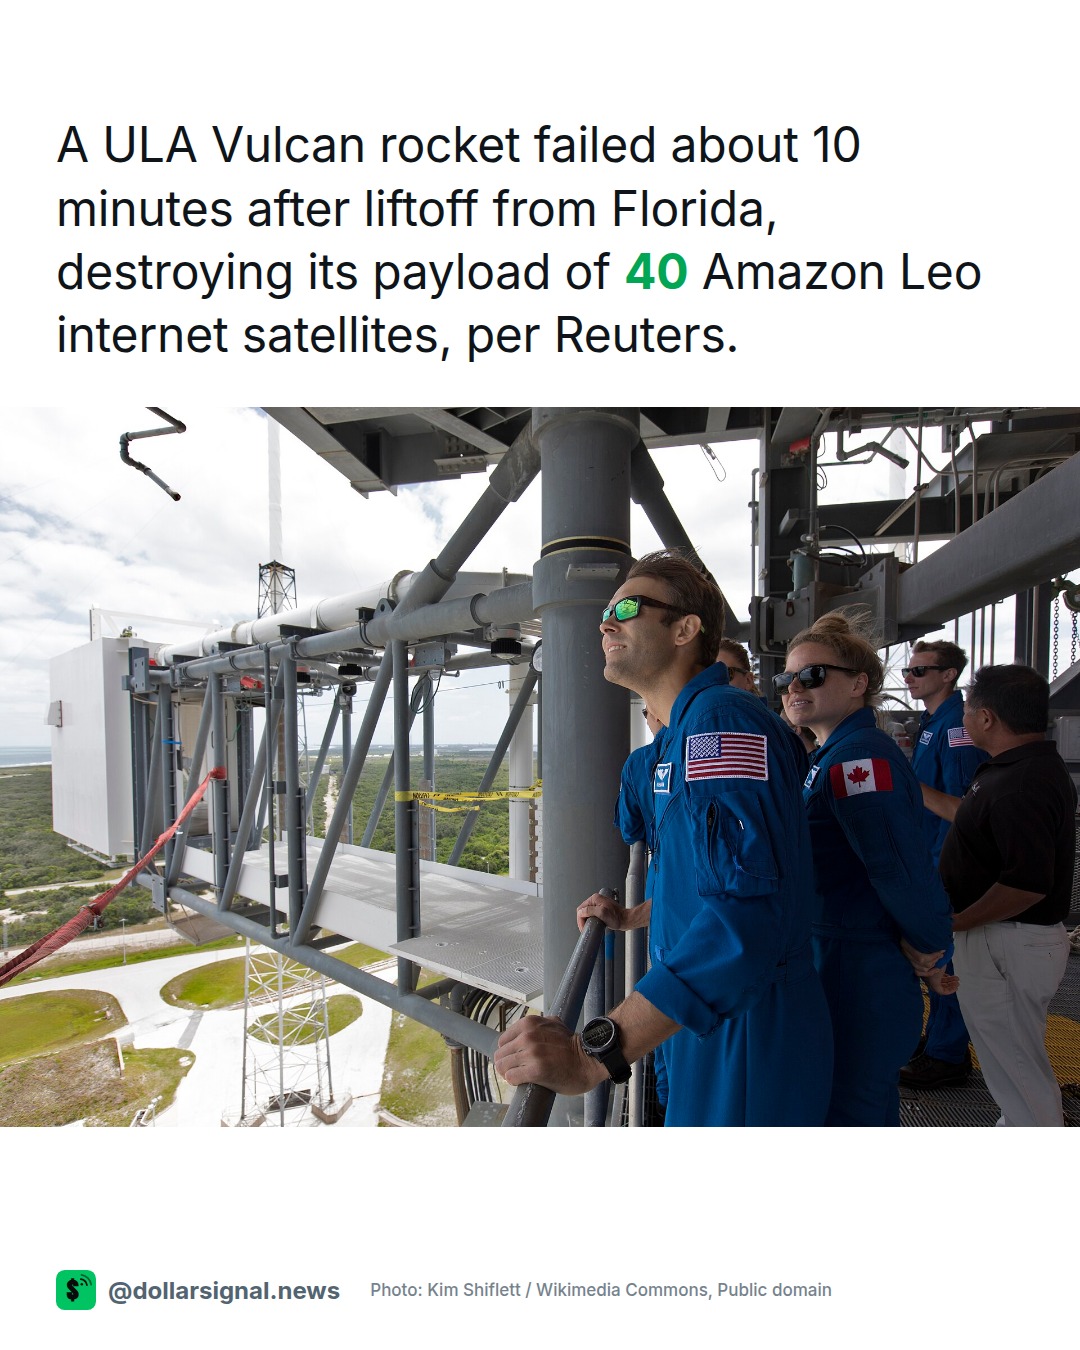 A ULA Vulcan rocket failed about 10
minutes after liftoff from Florida,
destroying its payload of 40 Amazon Leo
internet satellites, per Reuters.
@dollarsignal.news
Photo: Kim Shiflett / Wikimedia Commons, Public domain